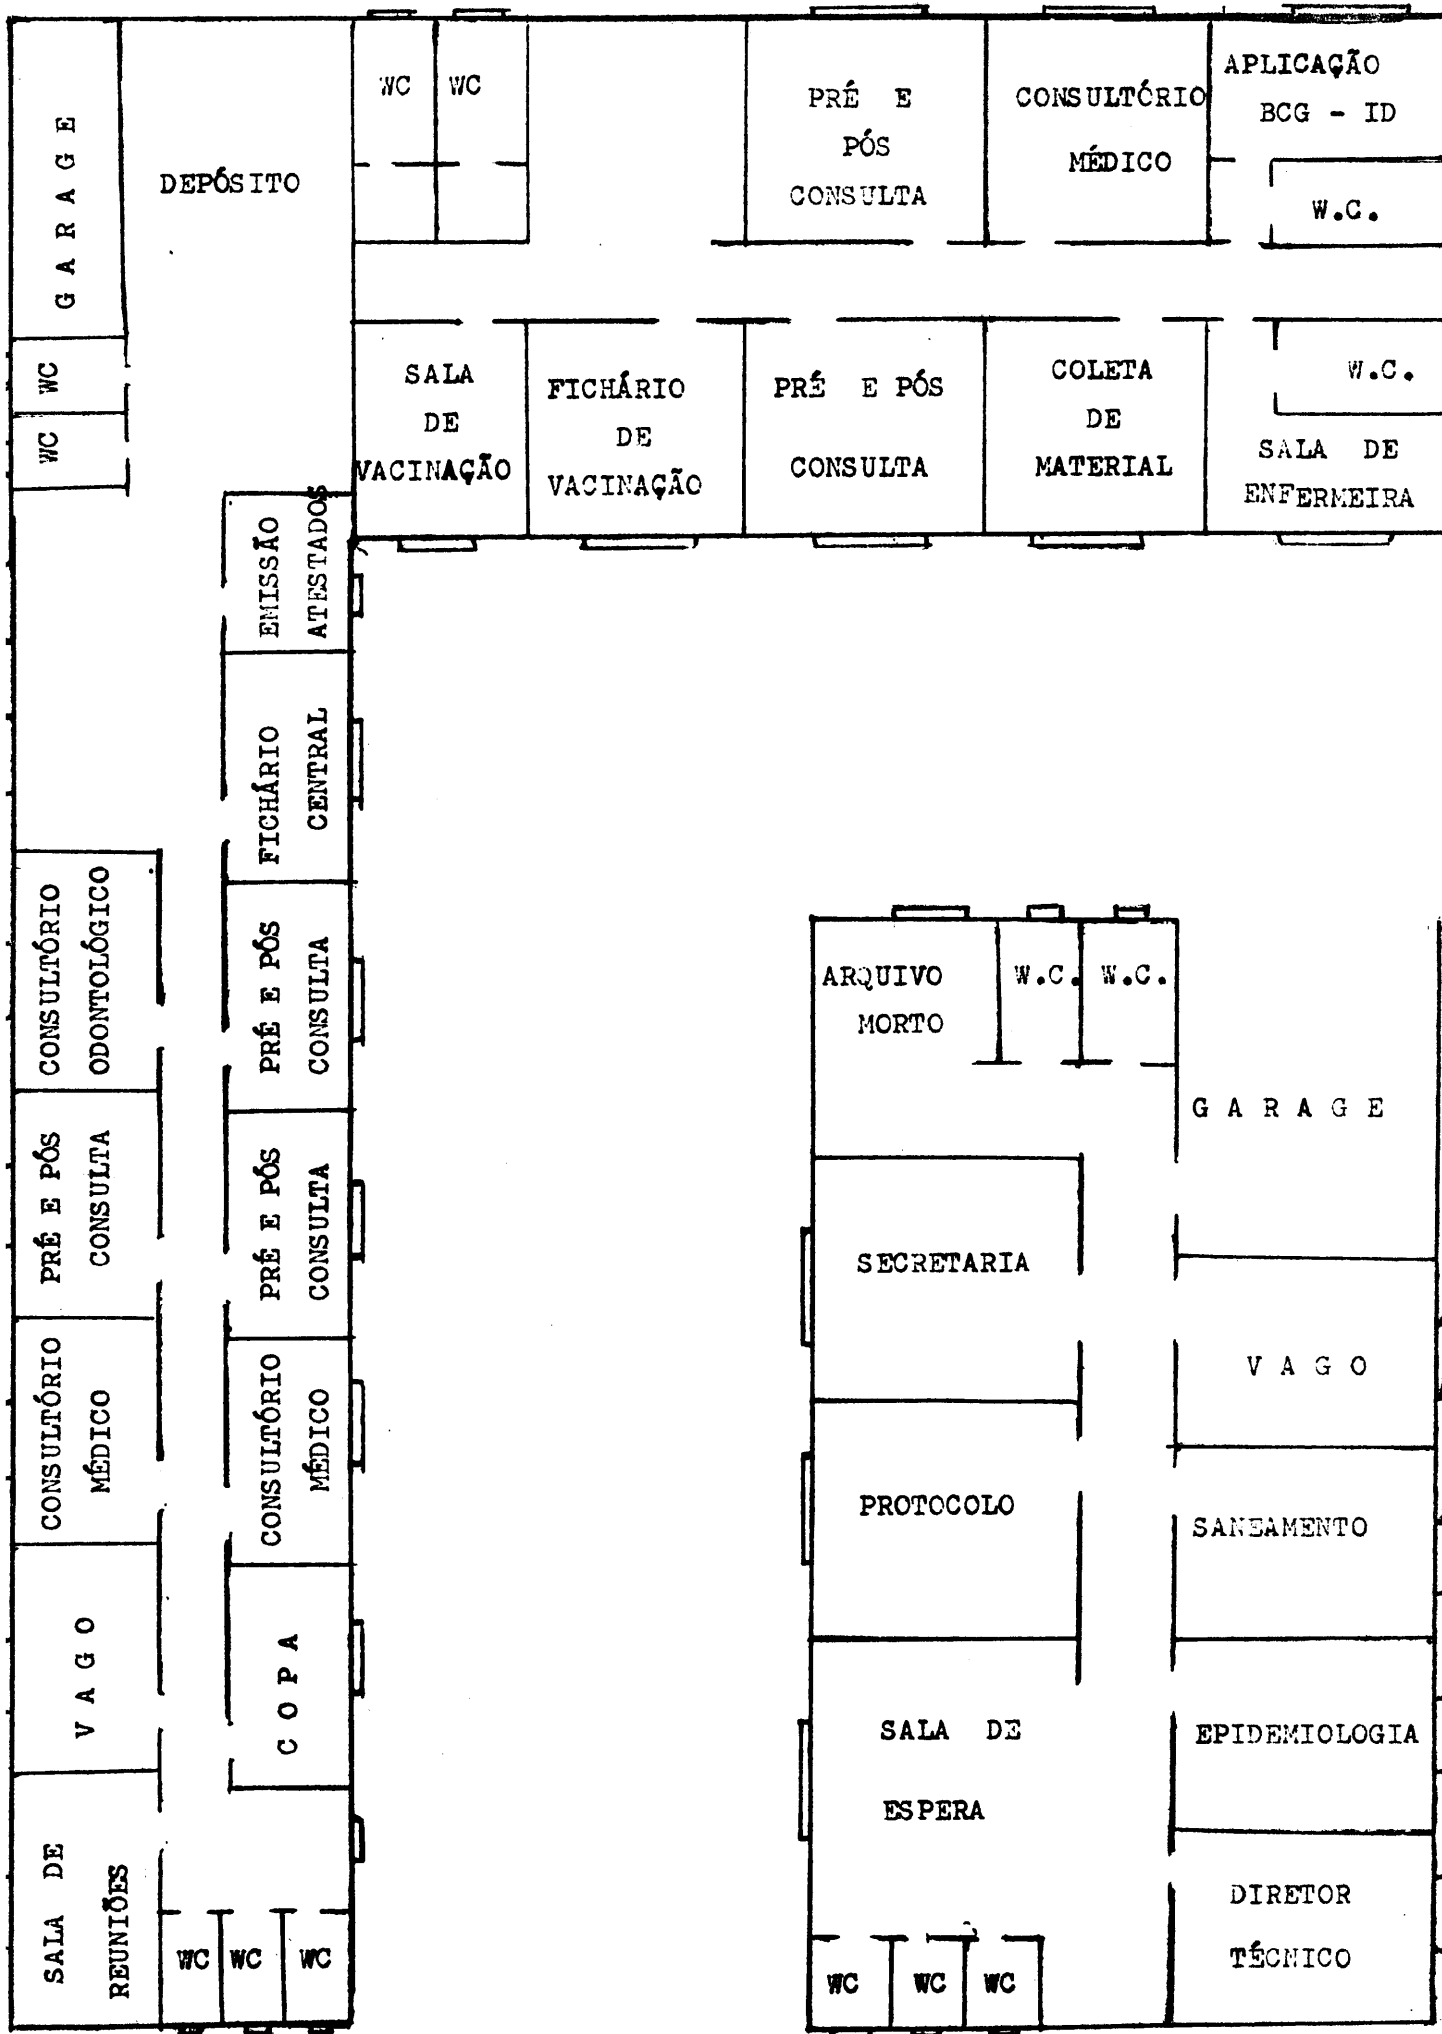 GARAGE
DEPÓSITO
WC
WC
PRÉ E
PÓS
CONSULTA
CONSULTÓRIO
MÉDICO
APLICAÇÃO
BCG - ID
W.C.
WC
WC
SALA
DE
VACINAÇÃO
FICHÁRIO
DE
VACINAÇÃO
PRÉ E PÓS
CONSULTA
COLETA
DE
MATERIAL
W.C.
SALA DE
ENFERMEIRA
EMISSÃO
ATESTADOS
FICHÁRIO
CENTRAL
CONSULTÓRIO
ODONTOLÓGICO
PRÉ E PÓS
CONSULTA
PRÉ E PÓS
CONSULTA
PRÉ E PÓS
CONSULTA
CONSULTÓRIO
MÉDICO
CONSULTÓRIO
MÉDICO
VAGO
COPA
SALA DE
REUNIÕES
WC
WC
WC
ARQUIVO
MORTO
W.C.
W.C.
GARAGE
SECRETARIA
VAGO
PROTOCOLO
SANEAMENTO
SALA DE
ESPERA
EPIDEMIOLOGIA
DIRETOR
TÉCNICO
WC
WC
WC